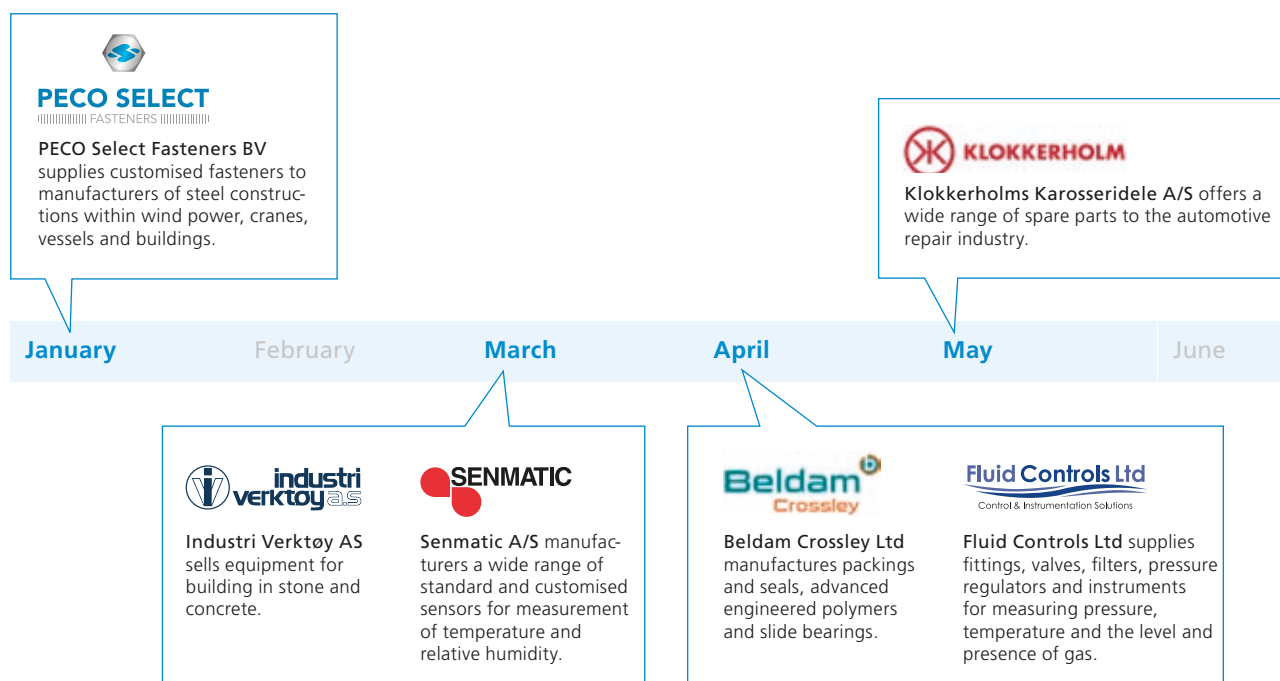 PECO SELECT
FASTENERS
PECO Select Fasteners BV
supplies customised fasteners to
manufacturers of steel construc-
tions within wind power, cranes,
vessels and buildings.
KLOKKERHOLM
Klokkerholms Karosseridele A/S offers a
wide range of spare parts to the automotive
repair industry.
January February March April May June
industri
verktøy a.s
Industri Verktøy AS
sells equipment for
building in stone and
concrete.
SENMATIC
Senmatic A/S manufac-
turers a wide range of
standard and customised
sensors for measurement
of temperature and
relative humidity.
Beldam
Crossley
Beldam Crossley Ltd
manufactures packings
and seals, advanced
engineered polymers
and slide bearings.
Fluid Controls Ltd
Control & Instrumentation Solutions
Fluid Controls Ltd supplies
fittings, valves, filters, pressure
regulators and instruments
for measuring pressure,
temperature and the level and
presence of gas.